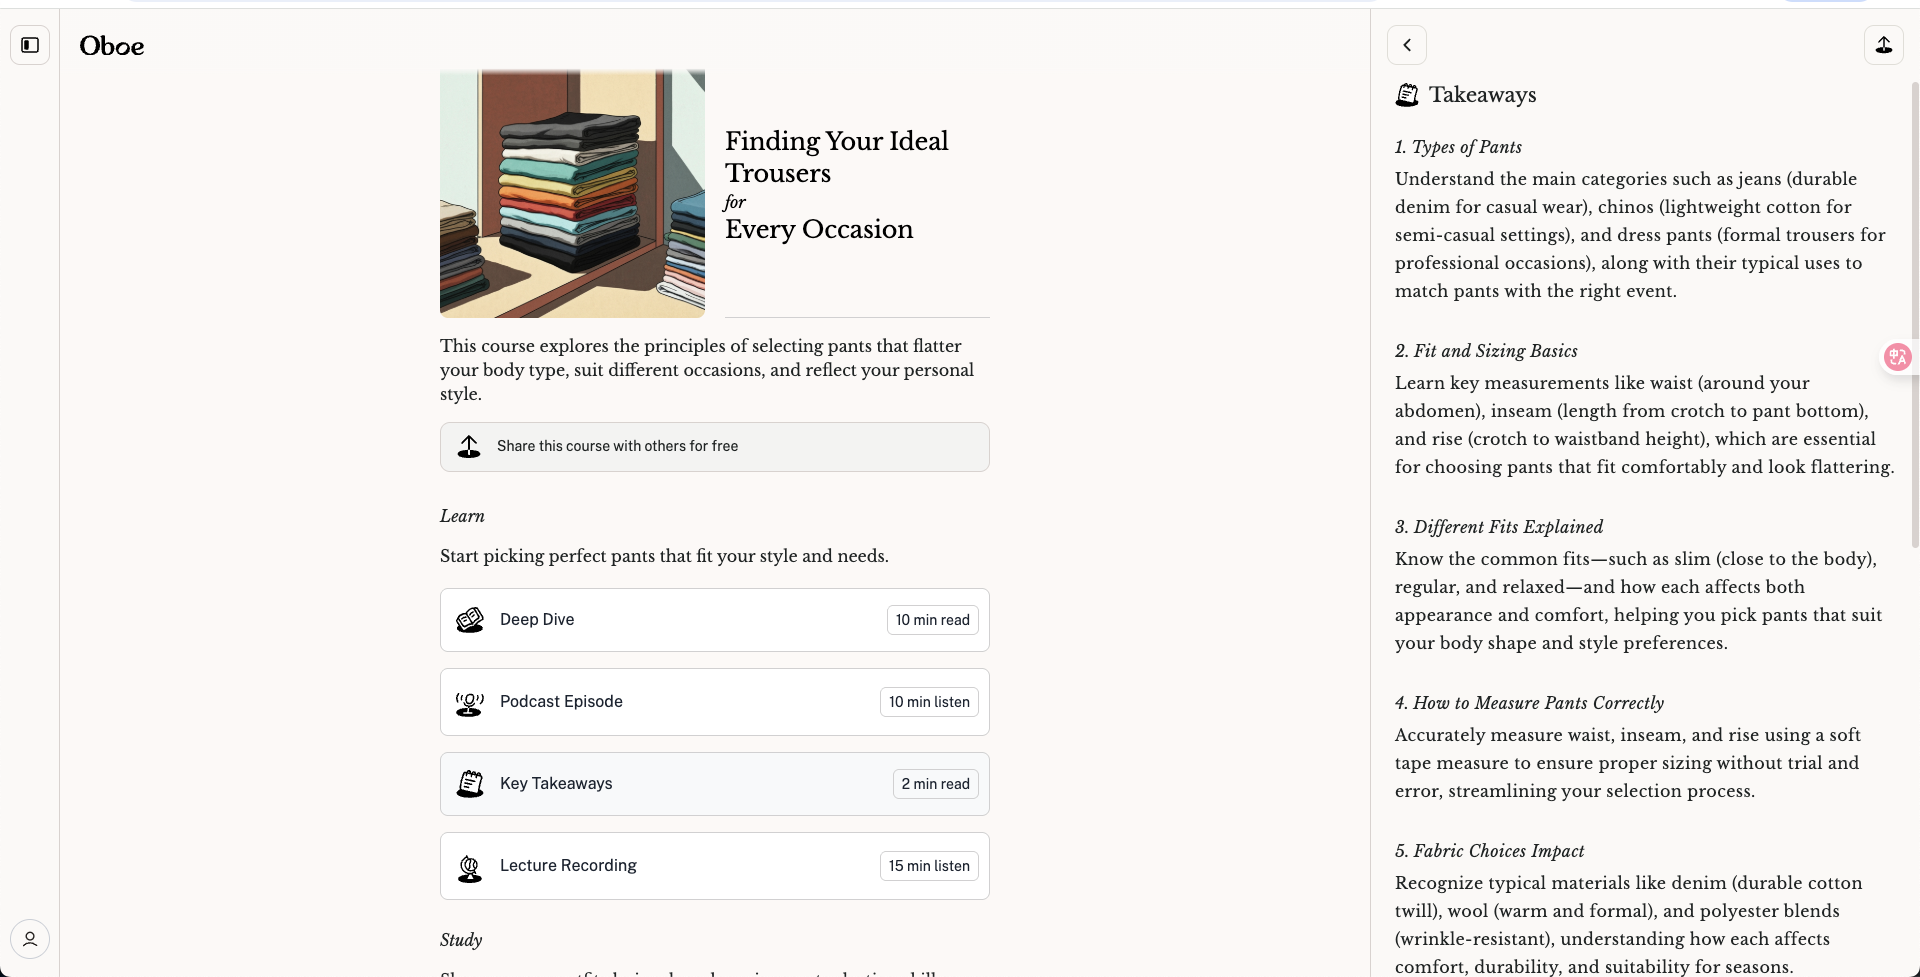 Oboe
Finding Your Ideal
Trousers
for
Every Occasion
This course explores the principles of selecting pants that flatter
your body type, suit different occasions, and reflect your personal
style.
Share this course with others for free
Learn
Start picking perfect pants that fit your style and needs.
Deep Dive
10 min read
Podcast Episode
10 min listen
Key Takeaways
2 min read
Lecture Recording
15 min listen
Study
Takeaways
1. Types of Pants
Understand the main categories such as jeans (durable
denim for casual wear), chinos (lightweight cotton for
semi-casual settings), and dress pants (formal trousers for
professional occasions), along with their typical uses to
match pants with the right event.
2. Fit and Sizing Basics
Learn key measurements like waist (around your
abdomen), inseam (length from crotch to pant bottom),
and rise (crotch to waistband height), which are essential
for choosing pants that fit comfortably and look flattering.
3. Different Fits Explained
Know the common fits—such as slim (close to the body),
regular, and relaxed—and how each affects both
appearance and comfort, helping you pick pants that suit
your body shape and style preferences.
4. How to Measure Pants Correctly
Accurately measure waist, inseam, and rise using a soft
tape measure to ensure proper sizing without trial and
error, streamlining your selection process.
5. Fabric Choices Impact
Recognize typical materials like denim (durable cotton
twill), wool (warm and formal), and polyester blends
(wrinkle-resistant), understanding how each affects
comfort, durability, and suitability for seasons.